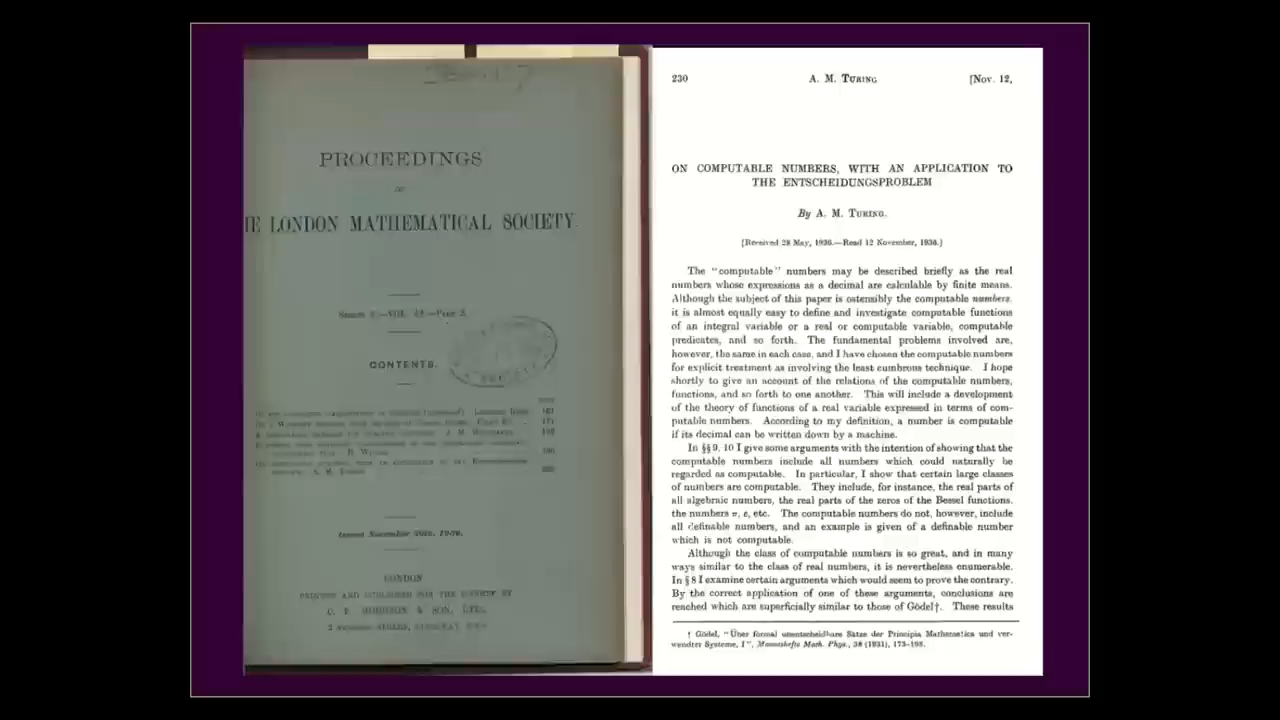 PROCEEDINGS
OF
E LONDON MATHEMATICAL SOCIETY.
CONTENTS.
LONDON
PRINTED AND PUBLISHED FOR THE SOCIETY BY
C. F. HODGSON & SON, LTD.,
230 A. M. TURING [Nov. 12,
ON COMPUTABLE NUMBERS, WITH AN APPLICATION TO
THE ENTSCHEIDUNGSPROBLEM
By A. M. TURING.
[Received 28 May, 1936.—Read 12 November, 1936.]
The "computable" numbers may be described briefly as the real
numbers whose expressions as a decimal are calculable by finite means.
Although the subject of this paper is ostensibly the computable numbers,
it is almost equally easy to define and investigate computable functions
of an integral variable or a real or computable variable, computable
predicates, and so forth. The fundamental problems involved are,
however, the same in each case, and I have chosen the computable numbers
for explicit treatment as involving the least cumbrous technique. I hope
shortly to give an account of the relations of the computable numbers,
functions, and so forth to one another. This will include a development
of the theory of functions of a real variable expressed in terms of com-
putable numbers. According to my definition, a number is computable
if its decimal can be written down by a machine.
In §§ 9, 10 I give some arguments with the intention of showing that the
computable numbers include all numbers which could naturally be
regarded as computable. In particular, I show that certain large classes
of numbers are computable. They include, for instance, the real parts of
all algebraic numbers, the real parts of the zeros of the Bessel functions,
the numbers π, e, etc. The computable numbers do not, however, include
all definable numbers, and an example is given of a definable number
which is not computable.
Although the class of computable numbers is so great, and in many
ways similar to the class of real numbers, it is nevertheless enumerable.
In § 8 I examine certain arguments which would seem to prove the contrary.
By the correct application of one of these arguments, conclusions are
reached which are superficially similar to those of Gödel†. These results
† Gödel, "Über formal unentscheidbare Sätze der Principia Mathematica und ver-
wandter Systeme, I", Monatshefte Math. Phys., 38 (1931), 173-198.